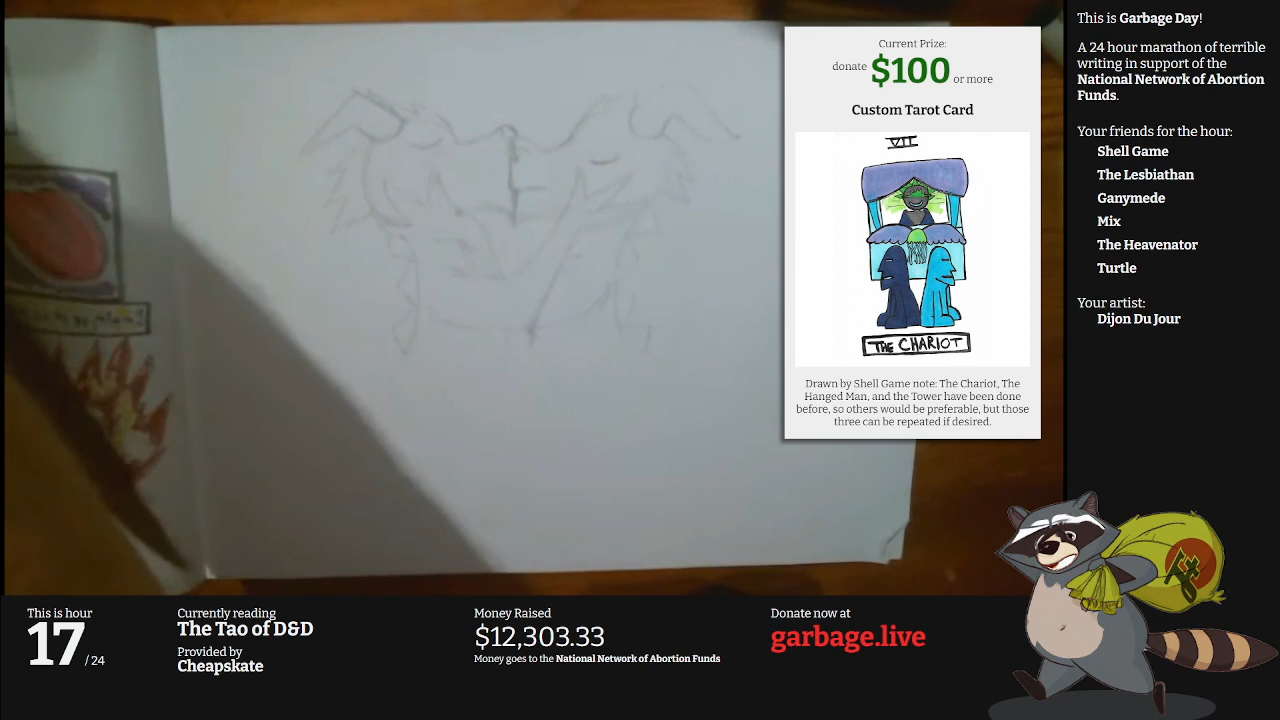 This is Garbage Day!
A 24 hour marathon of terrible
writing in support of the
National Network of Abortion
Funds.
Your friends for the hour:
Shell Game
The Lesbiathan
Ganymede
Mix
The Heavenator
Turtle
Your artist:
Dijon Du Jour
Current Prize:
donate $100 or more
Custom Tarot Card
VII
THE CHARIOT
Drawn by Shell Game note: The Chariot, The
Hanged Man, and the Tower have been done
before, so others would be preferable, but those
three can be repeated if desired.
This is hour
17 / 24
Currently reading
The Tao of D&D
Provided by
Cheapskate
Money Raised
$12,303.33
Money goes to the National Network of Abortion Funds
Donate now at
garbage.live